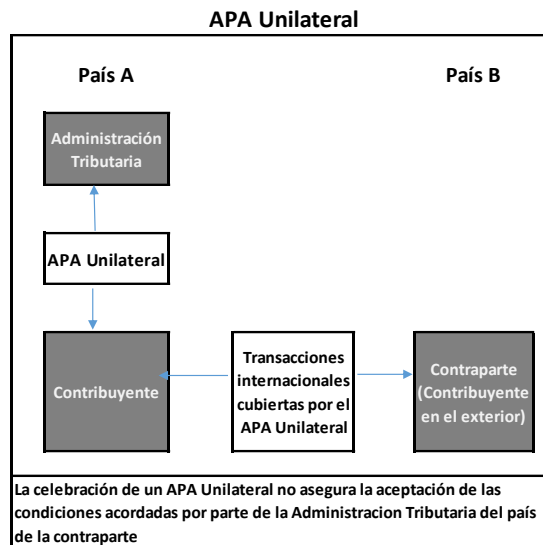 APA Unilateral
País A
País B
Administración
Tributaria
APA Unilateral
Contribuyente
Transacciones
internacionales
cubiertas por el
APA Unilateral
Contraparte
(Contribuyente
en el exterior)
La celebración de un APA Unilateral no asegura la aceptación de las
condiciones acordadas por parte de la Administracion Tributaria del país
de la contraparte